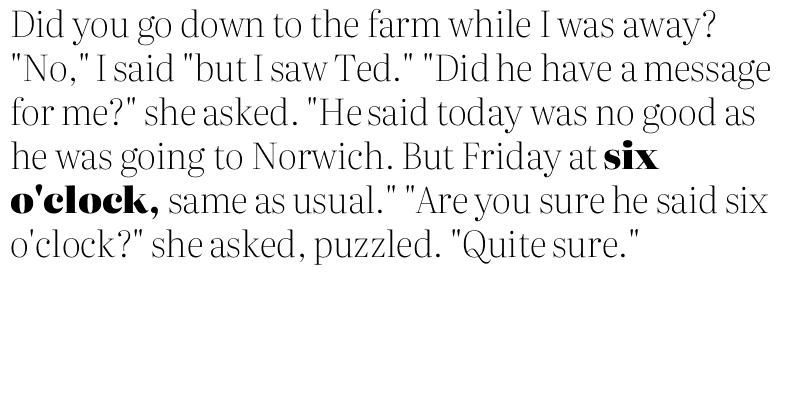 Did you go down to the farm while I was away?
"No," I said "but I saw Ted." "Did he have a message
for me?" she asked. "He said today was no good as
he was going to Norwich. But Friday at six
o'clock, same as usual." "Are you sure he said six
o'clock?" she asked, puzzled. "Quite sure."